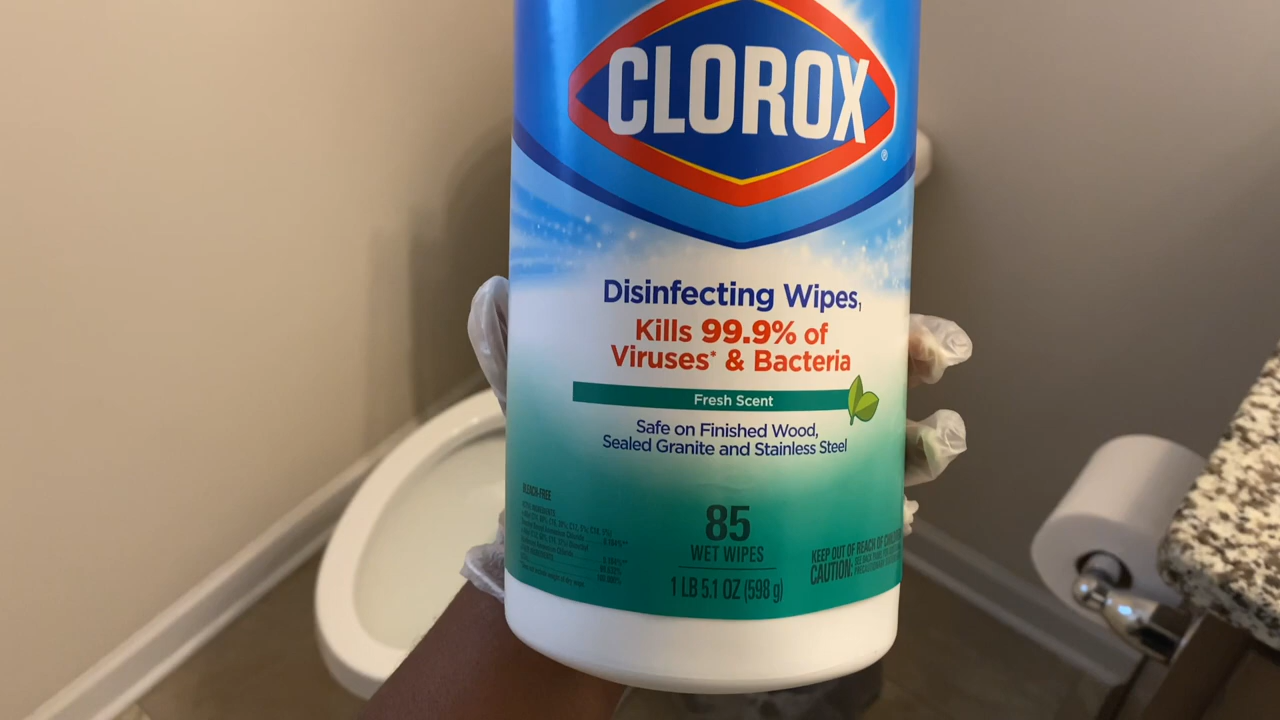 CLOROX
®
Disinfecting Wipes,
Kills 99.9% of
Viruses* & Bacteria
Fresh Scent
Safe on Finished Wood,
Sealed Granite and Stainless Steel
BLEACH-FREE
85
WET WIPES
1 LB 5.1 OZ (598 g)
KEEP OUT OF REACH OF
CAUTION: